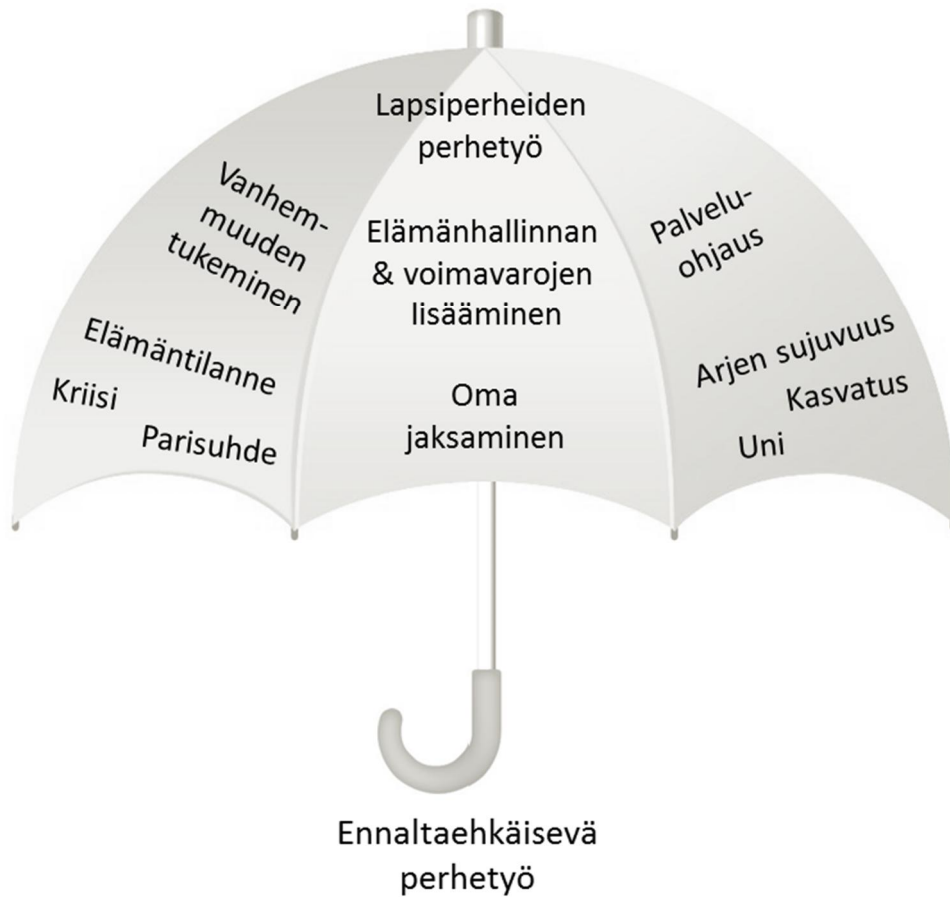 Lapsiperheiden
perhetyö
Vanhem-
muuden
tukeminen
Elämäntilanne
Kriisi
Parisuhde
Elämänhallinnan
& voimavarojen
lisääminen
Oma
jaksaminen
Palvelu-
ohjaus
Arjen sujuvuus
Kasvatus
Uni
Ennaltaehkäisevä
perhetyö